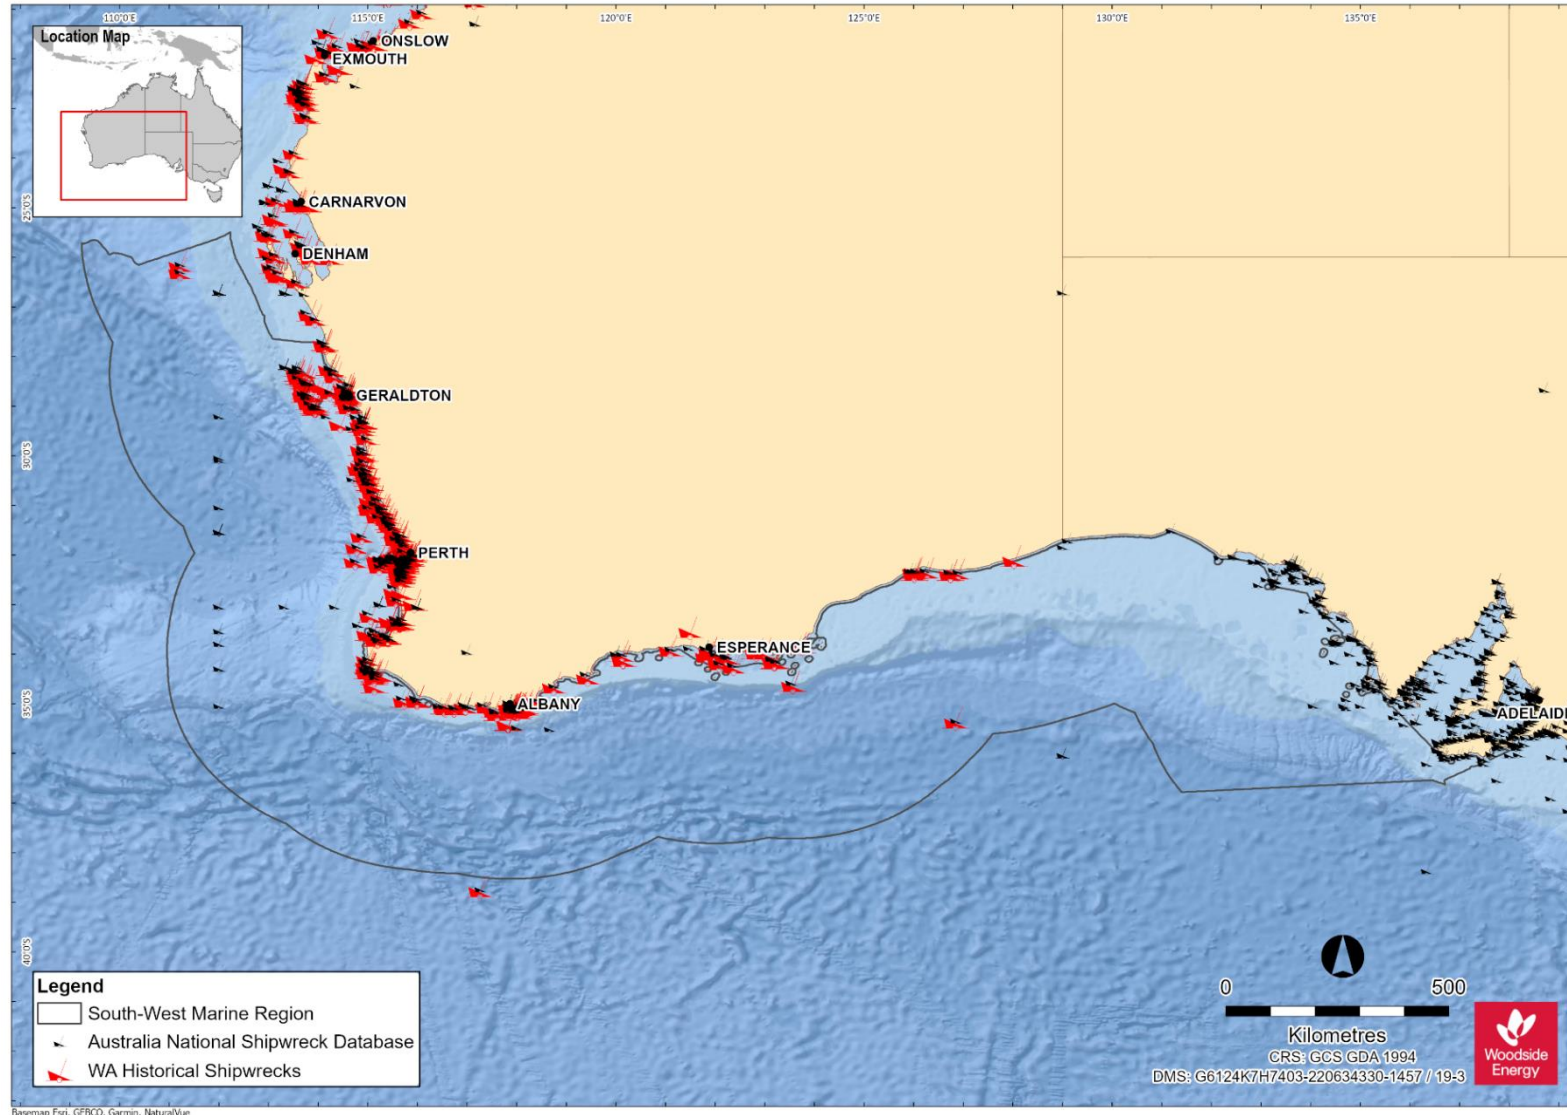 110°0'E
115°0'E
120°0'E
125°0'E
130°0'E
135°0'E
Location Map
ONSLOW
EXMOUTH
25°0'S
CARNARVON
DENHAM
GERALDTON
30°0'S
PERTH
ESPERANCE
35°0'S
ALBANY
ADELAID
40°0'S
Legend
South-West Marine Region
Australia National Shipwreck Database
WA Historical Shipwrecks
0 500
Kilometres
CRS: GCS GDA 1994
DMS: G6124K7H7403-220634330-1457 / 19-3
Woodside
Energy
Basemap Esri, GEBCO, Garmin, NaturalVue